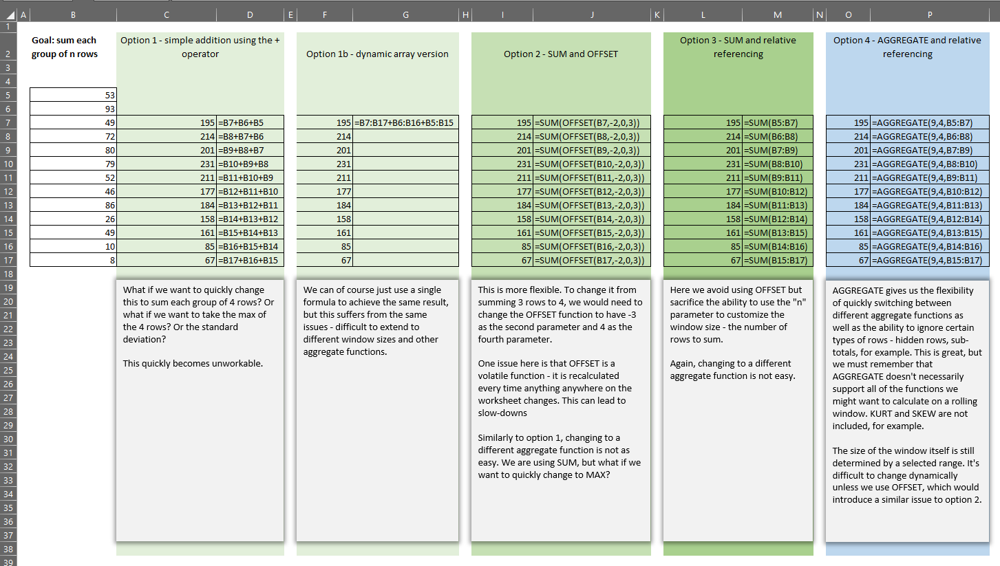 A B C D E F G H I J K L M N O P
1
Goal: sum each Option 1 - simple addition using the + Option 3 - SUM and relative Option 4 - AGGREGATE and relative
2 group of n rows operator Option 1b - dynamic array version Option 2 - SUM and OFFSET referencing referencing
3
4
5 53
6 93
7 49 195 =B7+B6+B5 195 =B7:B17+B6:B16+B5:B15 195 =SUM(OFFSET(B7,-2,0,3)) 195 =SUM(B5:B7) 195 =AGGREGATE(9,4,B5:B7)
8 72 214 =B8+B7+B6 214 214 =SUM(OFFSET(B8,-2,0,3)) 214 =SUM(B6:B8) 214 =AGGREGATE(9,4,B6:B8)
9 80 201 =B9+B8+B7 201 201 =SUM(OFFSET(B9,-2,0,3)) 201 =SUM(B7:B9) 201 =AGGREGATE(9,4,B7:B9)
10 79 231 =B10+B9+B8 231 231 =SUM(OFFSET(B10,-2,0,3)) 231 =SUM(B8:B10) 231 =AGGREGATE(9,4,B8:B10)
11 52 211 =B11+B10+B9 211 211 =SUM(OFFSET(B11,-2,0,3)) 211 =SUM(B9:B11) 211 =AGGREGATE(9,4,B9:B11)
12 46 177 =B12+B11+B10 177 177 =SUM(OFFSET(B12,-2,0,3)) 177 =SUM(B10:B12) 177 =AGGREGATE(9,4,B10:B12)
13 86 184 =B13+B12+B11 184 184 =SUM(OFFSET(B13,-2,0,3)) 184 =SUM(B11:B13) 184 =AGGREGATE(9,4,B11:B13)
14 26 158 =B14+B13+B12 158 158 =SUM(OFFSET(B14,-2,0,3)) 158 =SUM(B12:B14) 158 =AGGREGATE(9,4,B12:B14)
15 49 161 =B15+B14+B13 161 161 =SUM(OFFSET(B15,-2,0,3)) 161 =SUM(B13:B15) 161 =AGGREGATE(9,4,B13:B15)
16 10 85 =B16+B15+B14 85 85 =SUM(OFFSET(B16,-2,0,3)) 85 =SUM(B14:B16) 85 =AGGREGATE(9,4,B14:B16)
17 8 67 =B17+B16+B15 67 67 =SUM(OFFSET(B17,-2,0,3)) 67 =SUM(B15:B17) 67 =AGGREGATE(9,4,B15:B17)
18
19
20
21
22
23
24
25
26
27
28
29
30
31
32
33
34
35
36
37
38
39
What if we want to quickly change
this to sum each group of 4 rows? Or
what if we want to take the max of
the 4 rows? Or the standard
deviation?
This quickly becomes unworkable.
We can of course just use a single
formula to achieve the same result,
but this suffers from the same
issues - difficult to extend to
different window sizes and other
aggregate functions.
This is more flexible. To change it from
summing 3 rows to 4, we would need to
change the OFFSET function to have -3
as the second parameter and 4 as the
fourth parameter.
One issue here is that OFFSET is a
volatile function - it is recalculated
every time anything anywhere on the
worksheet changes. This can lead to
slow-downs
Similarly to option 1, changing to a
different aggregate function is not as
easy. We are using SUM, but what if we
want to quickly change to MAX?
Here we avoid using OFFSET but
sacrifice the ability to use the "n"
parameter to customize the
window size - the number of
rows to sum.
Again, changing to a different
aggregate function is not easy.
AGGREGATE gives us the flexibility
of quickly switching between
different aggregate functions as
well as the ability to ignore certain
types of rows - hidden rows, sub-
totals, for example. This is great, but
we must remember that
AGGREGATE doesn't necessarily
support all of the functions we
might want to calculate on a rolling
window. KURT and SKEW are not
included, for example.
The size of the window itself is still
determined by a selected range. It's
difficult to change dynamically
unless we use OFFSET, which would
introduce a similar issue to option 2.